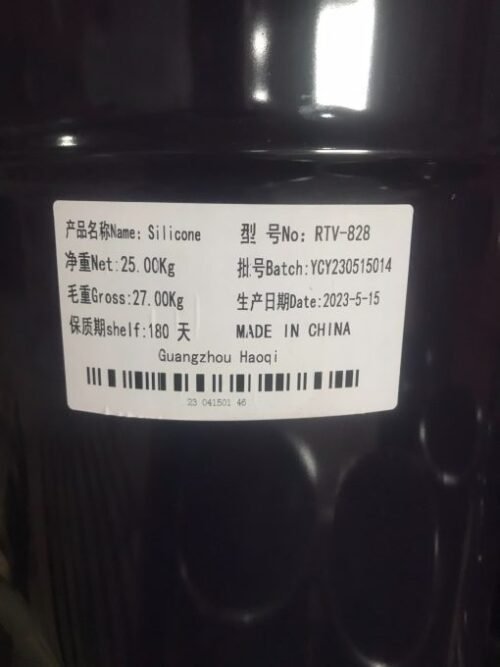 产品名称Name: Silicone 型 号No: RTV-828
净重Net:25.00Kg 批号Batch:YCY230515014
毛重Gross:27.00Kg 生产日期Date:2023-5-15
保质期shelf:180 天 MADE IN CHINA
Guangzhou Haoqi
23 041501 46